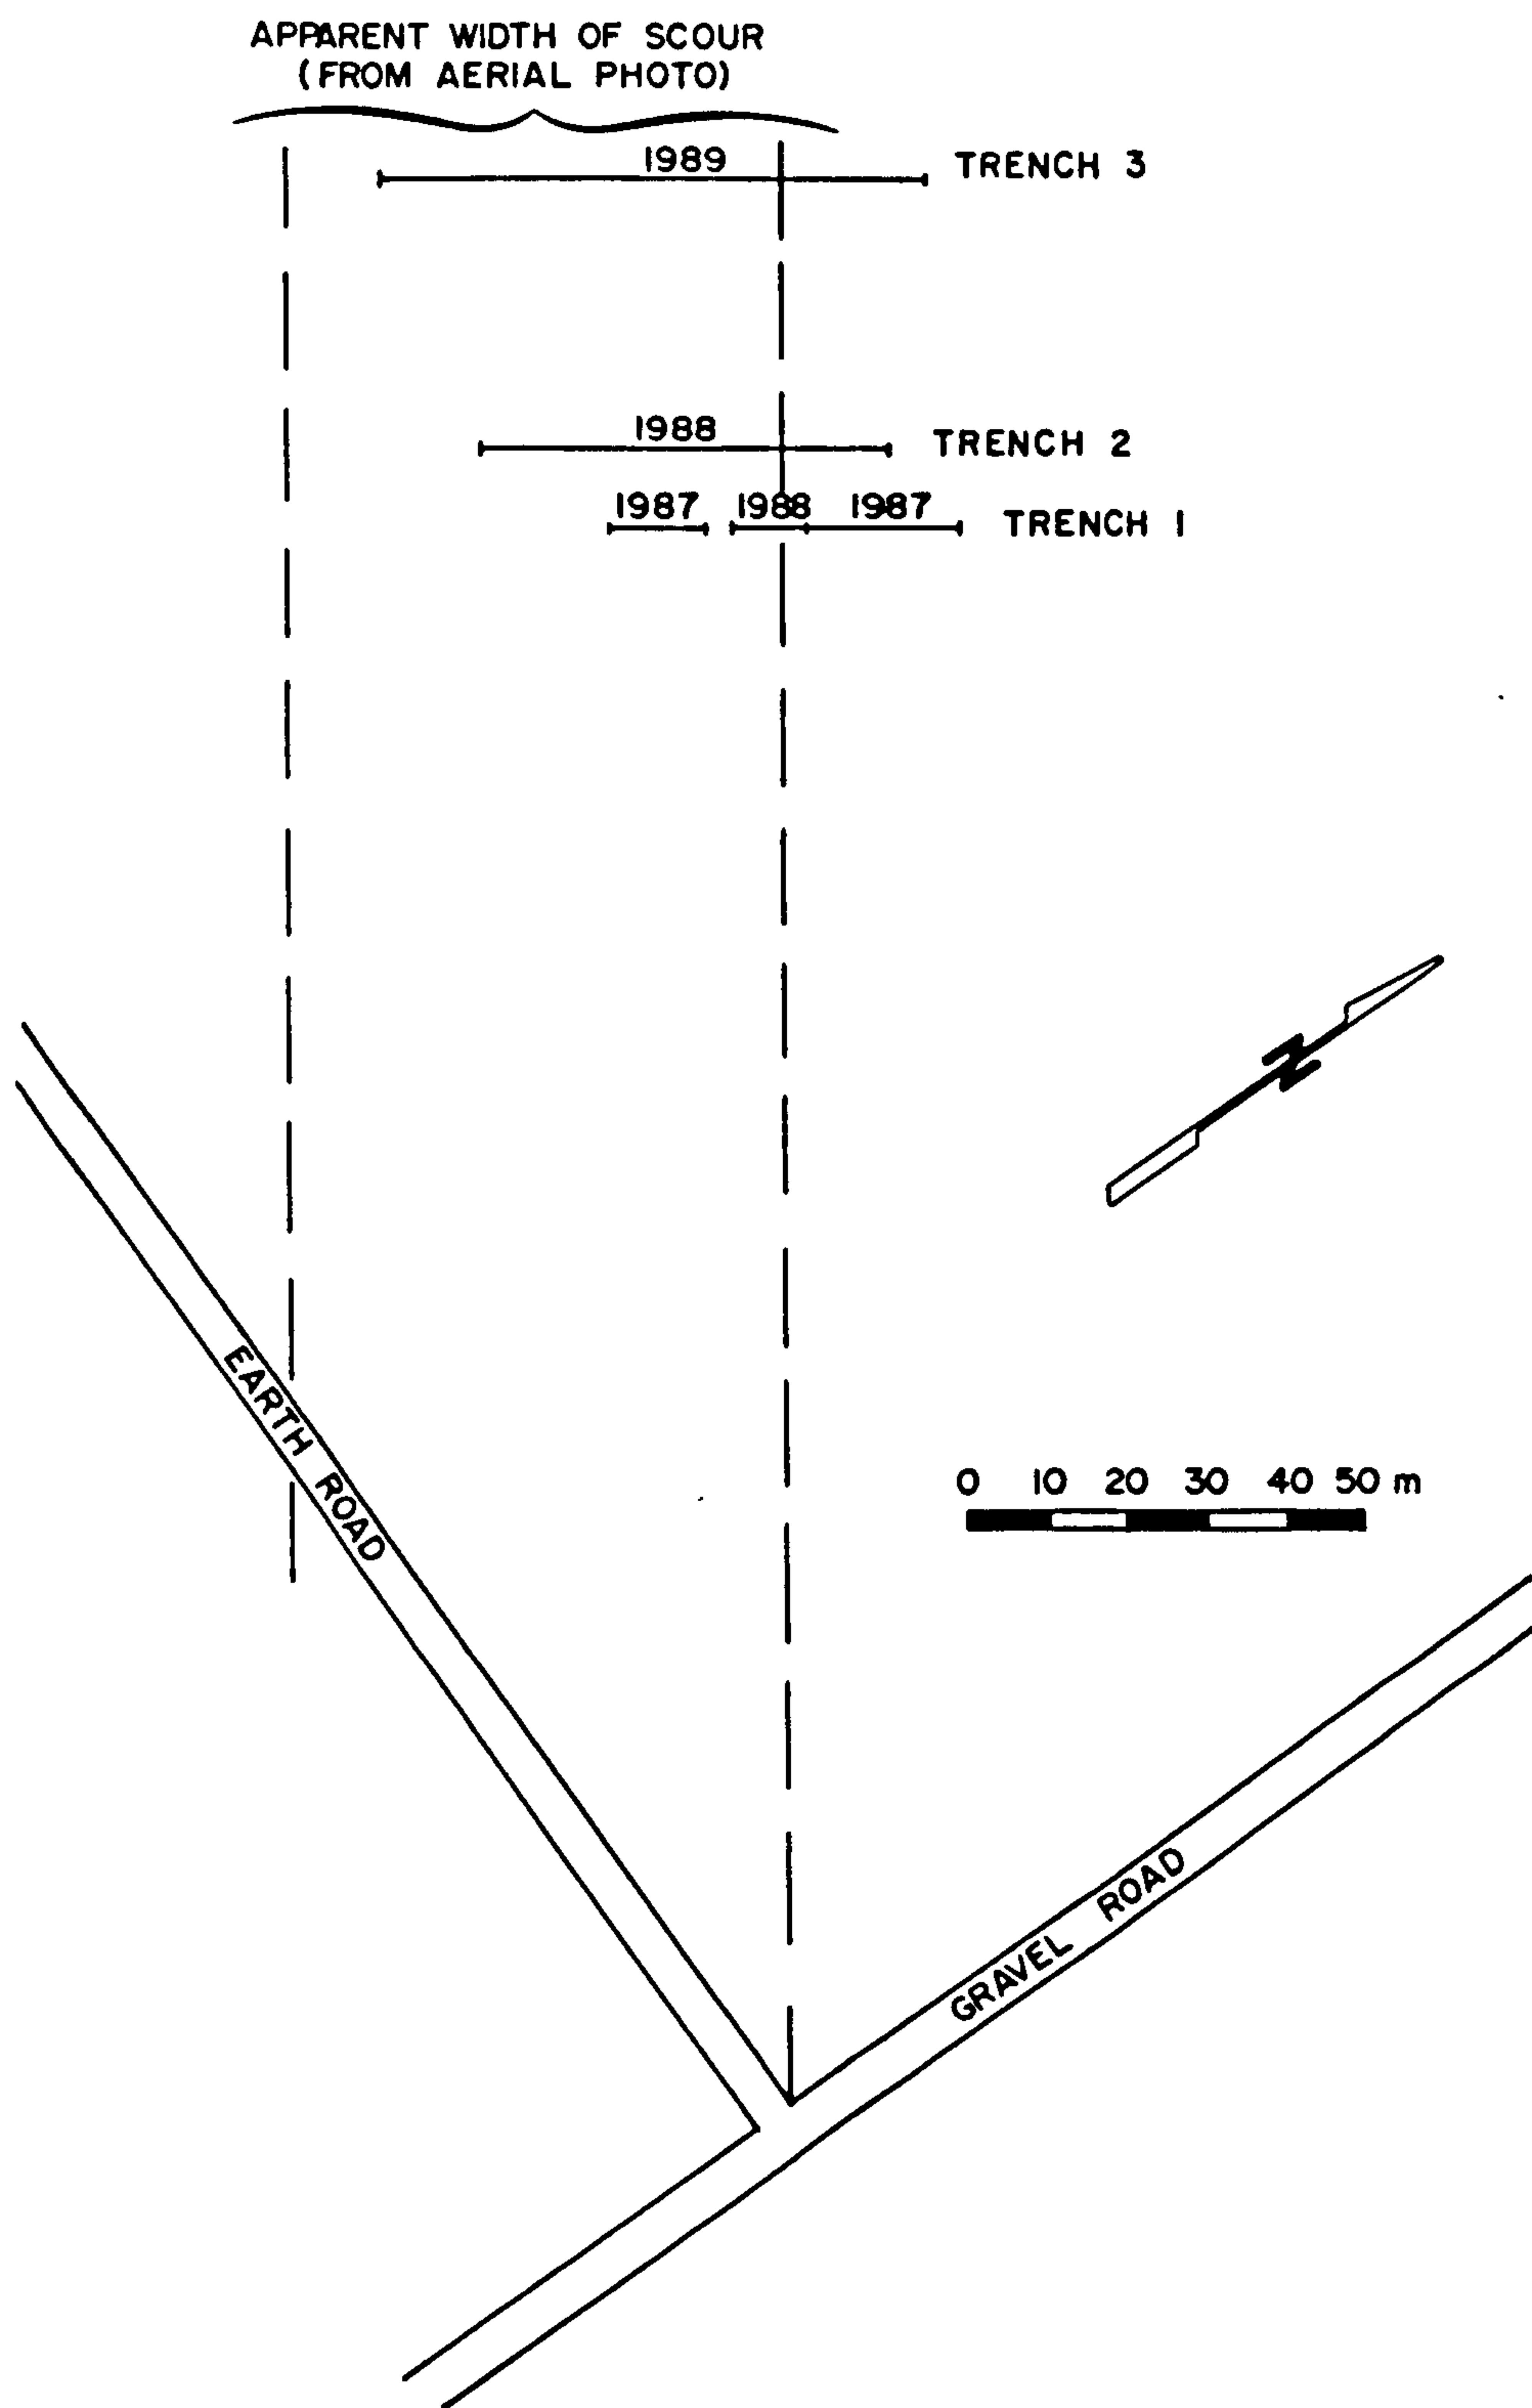 APPARENT WIDTH OF SCOUR
(FROM AERIAL PHOTO)
1989 TRENCH 3
1988 TRENCH 2
1987 1988 1987 TRENCH 1
N
EARTH ROAD
0 10 20 30 40 50 m
GRAVEL ROAD